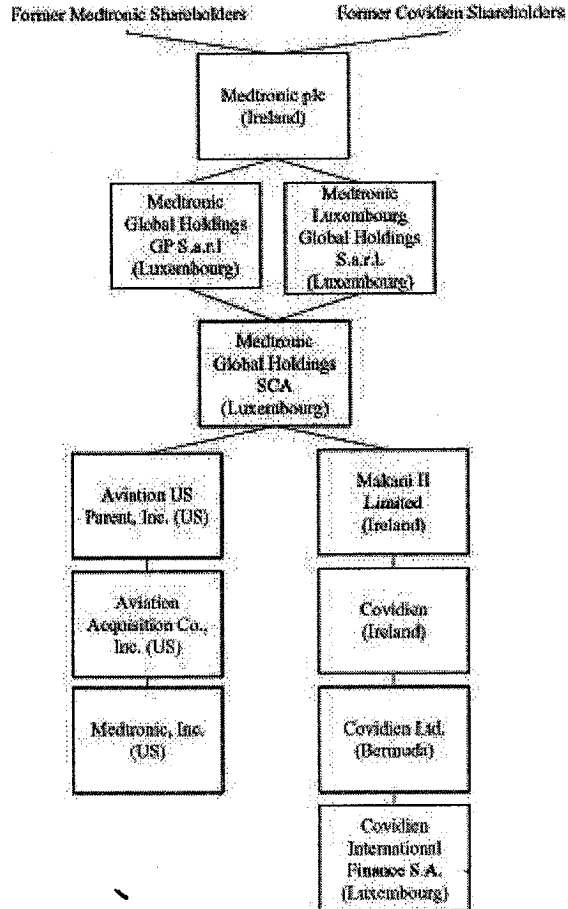 Former Medtronic Shareholders
Former Covidien Shareholders
Medtronic plc
(Ireland)
Medtronic
Global Holdings
GP S.a.r.l
(Luxembourg)
Medtronic
Luxembourg
Global Holdings
S.a.r.l.
(Luxembourg)
Medtronic
Global Holdings
SCA
(Luxembourg)
Aviation US
Parent, Inc. (US)
Makani II
Limited
(Ireland)
Aviation
Acquisition Co.,
Inc. (US)
Covidien
(Ireland)
Medtronic, Inc.
(US)
Covidien Ltd.
(Bermuda)
Covidien
International
Finance S.A.
(Luxembourg)